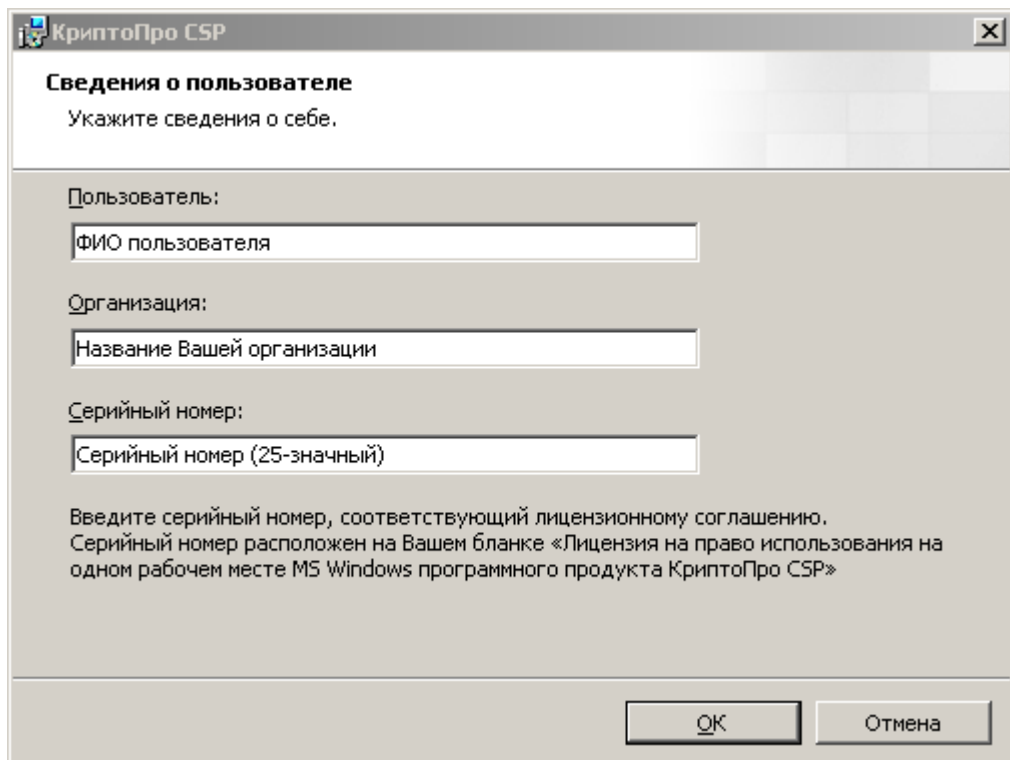 КриптоПро CSP
Сведения о пользователе
Укажите сведения о себе.
Пользователь:
ФИО пользователя
Организация:
Название Вашей организации
Серийный номер:
Серийный номер (25-значный)
Введите серийный номер, соответствующий лицензионному соглашению.
Серийный номер расположен на Вашем бланке «Лицензия на право использования на
одном рабочем месте MS Windows программного продукта КриптоПро CSP»
OK
Отмена